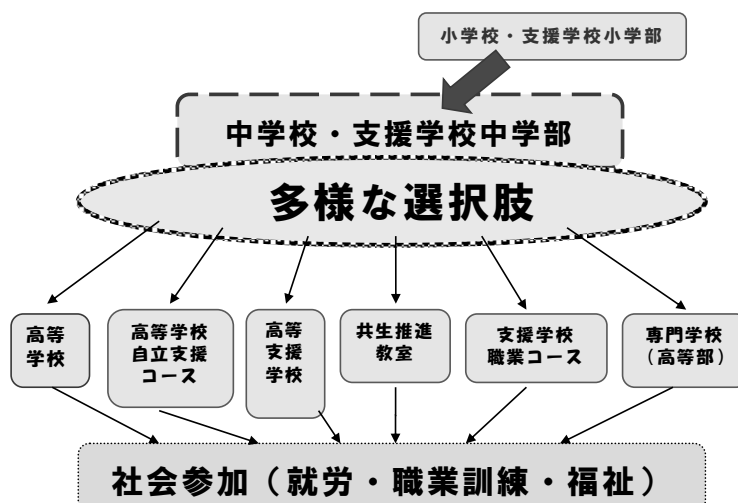 小学校・支援学校小学部
中学校・支援学校中学部
多様な選択肢
高等
学校
高等学校
自立支援
コース
高等
支援
学校
共生推進
教室
支援学校
職業コース
専門学校
（高等部）
社会参加（就労・職業訓練・福祉）